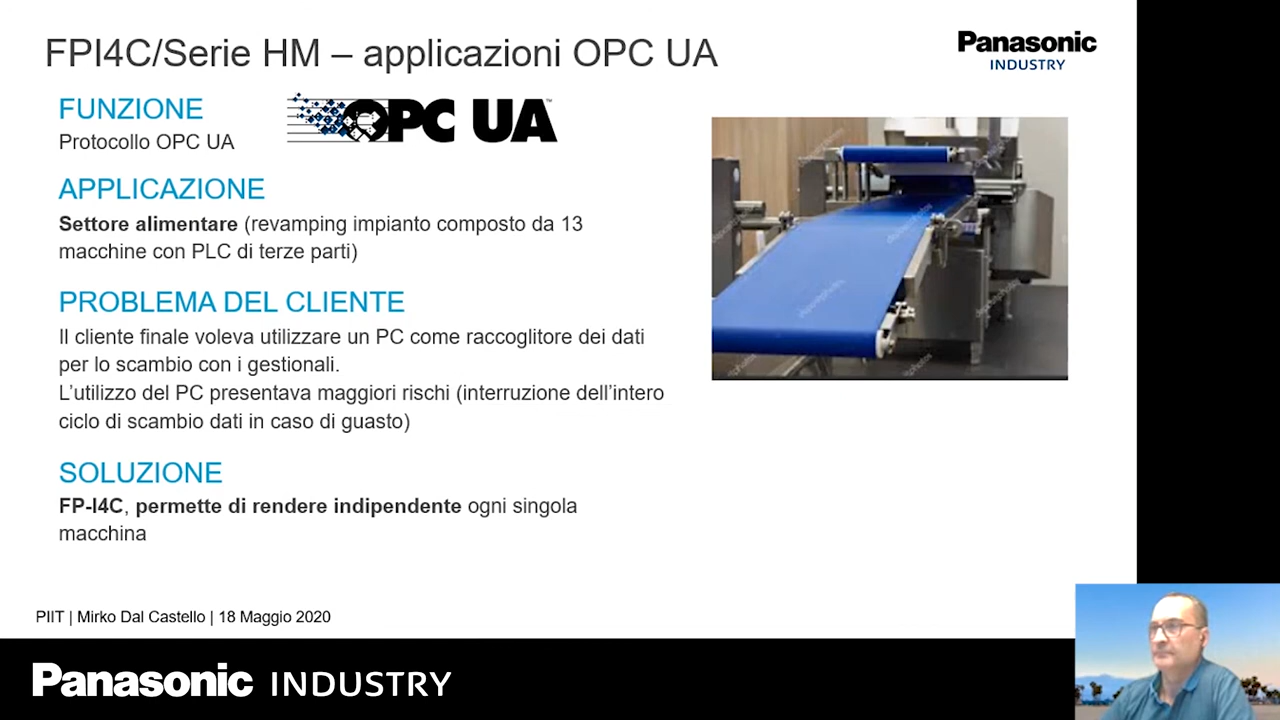 FPI4C/Serie HM – applicazioni OPC UA
Panasonic
INDUSTRY
FUNZIONE
OPC UA™
Protocollo OPC UA
APPLICAZIONE
Settore alimentare (revamping impianto composto da 13
macchine con PLC di terze parti)
PROBLEMA DEL CLIENTE
Il cliente finale voleva utilizzare un PC come raccoglitore dei dati
per lo scambio con i gestionali.
L’utilizzo del PC presentava maggiori rischi (interruzione dell’intero
ciclo di scambio dati in caso di guasto)
SOLUZIONE
FP-I4C, permette di rendere indipendente ogni singola
macchina
PIIT | Mirko Dal Castello | 18 Maggio 2020
Panasonic INDUSTRY